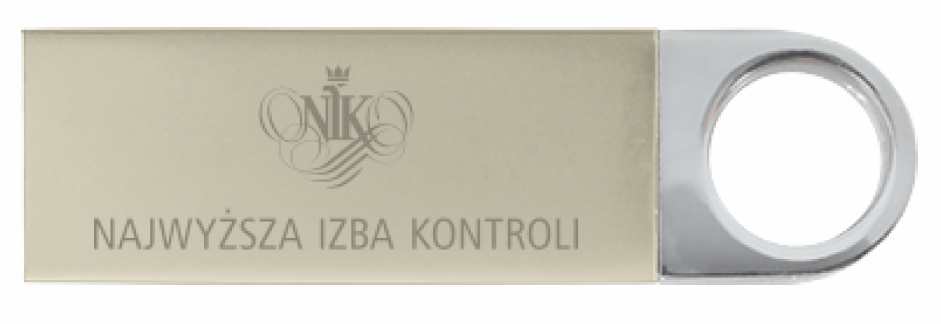 NIK
NAJWYŻSZA IZBA KONTROLI